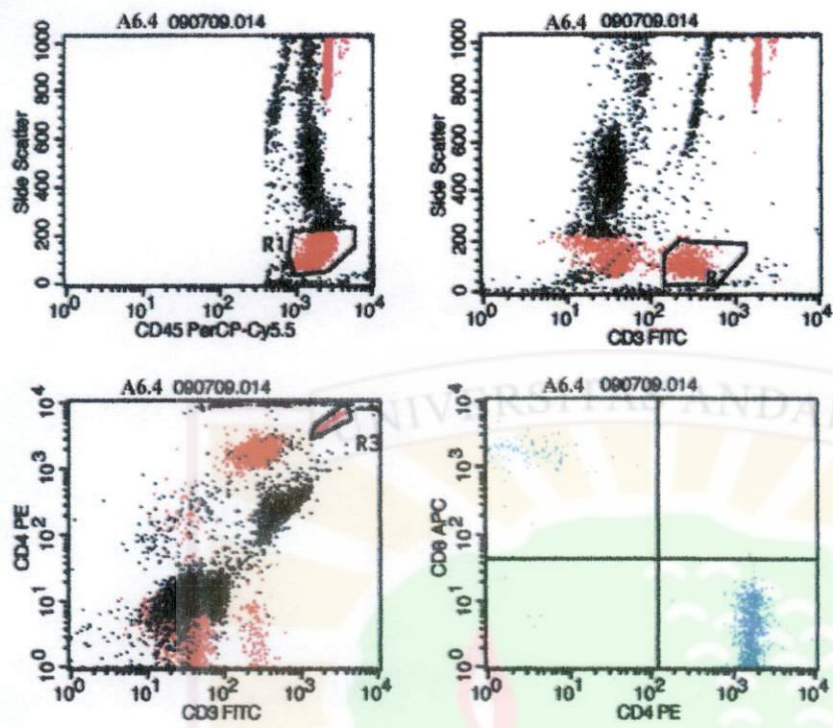 A6.4 090709.014
1000
800
600
400
200
0
Side Scatter
R1
10^0 10^1 10^2 10^3 10^4
CD45 PerCP-Cy5.5
A6.4 090709.014
1000
800
600
400
200
0
Side Scatter
10^1 10^2 10^3 10^4
CD3 FITC
A6.4 090709.014
10^4
10^3
10^2
10^1
10^0
CD4 PE
R3
10^0 10^1 10^2 10^3 10^4
CD3 FITC
A6.4 090709.014
10^4
10^3
10^2
10^1
10^0
CD8 APC
10^0 10^1 10^2 10^3 10^4
CD4 PE
UNIVERSITAS ANDA